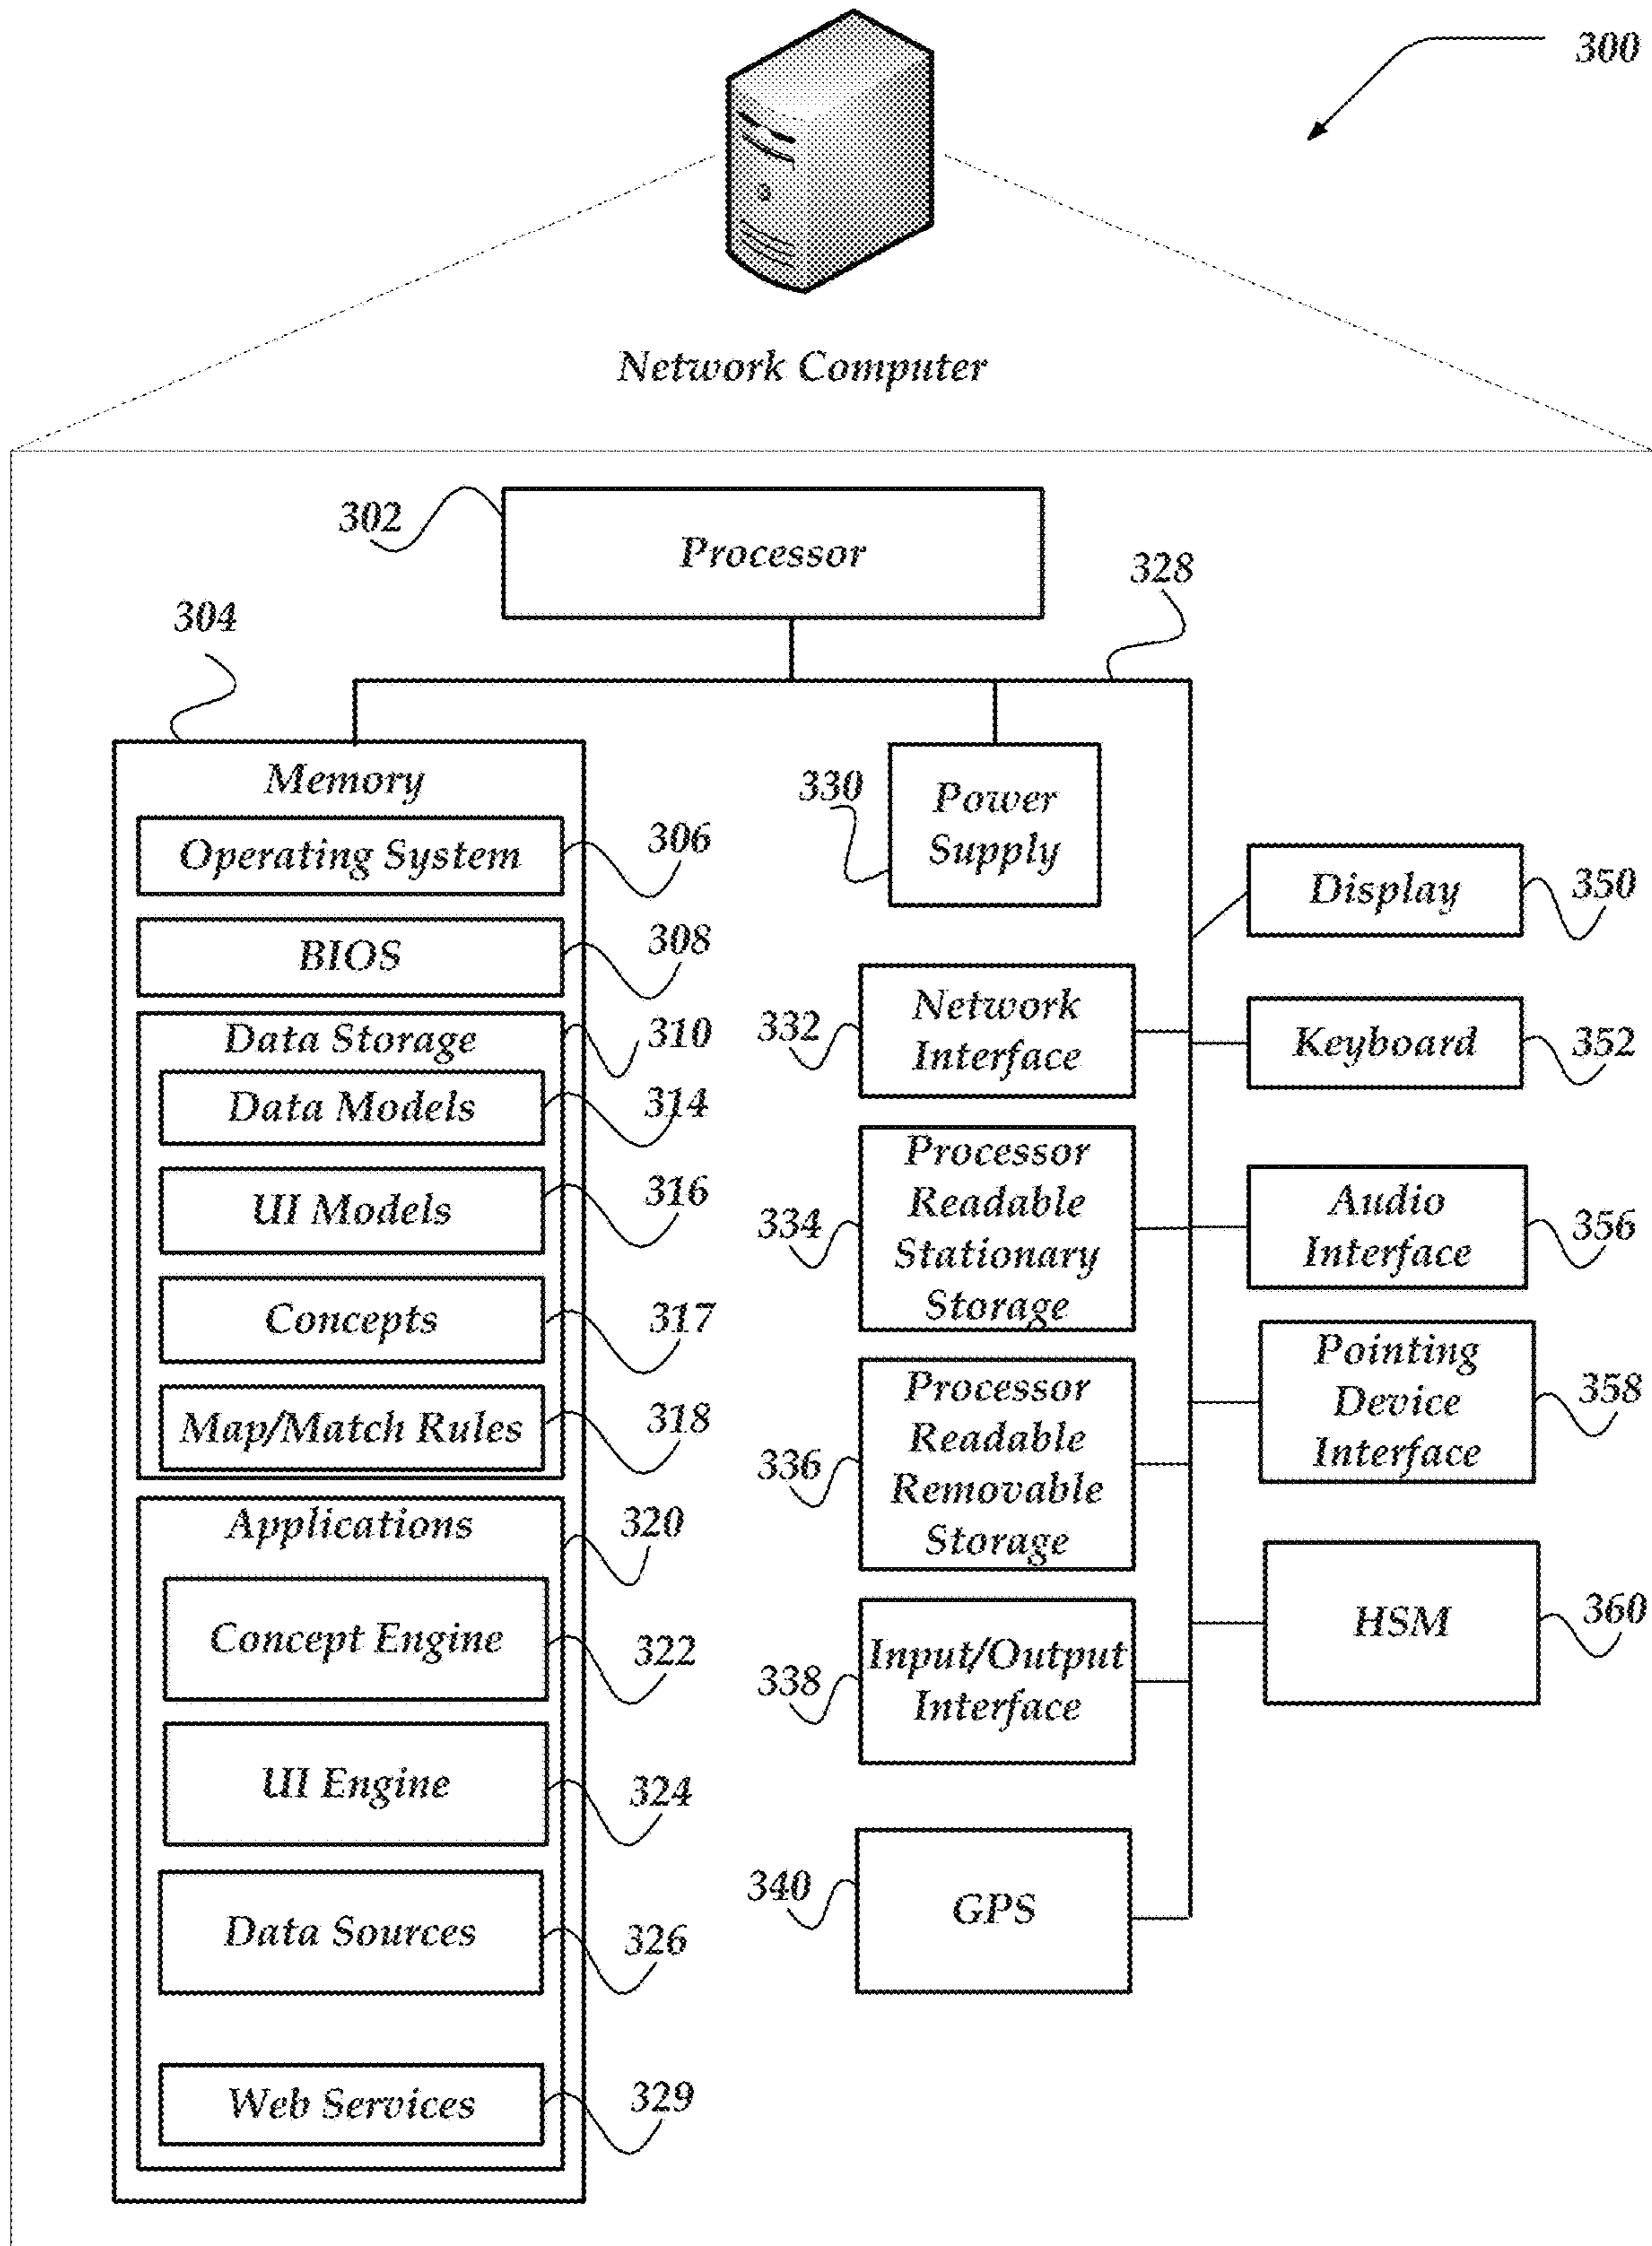 300
Network Computer
302
Processor
328
304
Memory
Operating System
306
BIOS
308
Data Storage
310
Data Models
314
UI Models
316
Concepts
317
Map/Match Rules
318
Applications
320
Concept Engine
322
UI Engine
324
Data Sources
326
Web Services
329
330
Power
Supply
332
Network
Interface
334
Processor
Readable
Stationary
Storage
336
Processor
Readable
Removable
Storage
338
Input/Output
Interface
340
GPS
Display
350
Keyboard
352
Audio
Interface
356
Pointing
Device
Interface
358
HSM
360